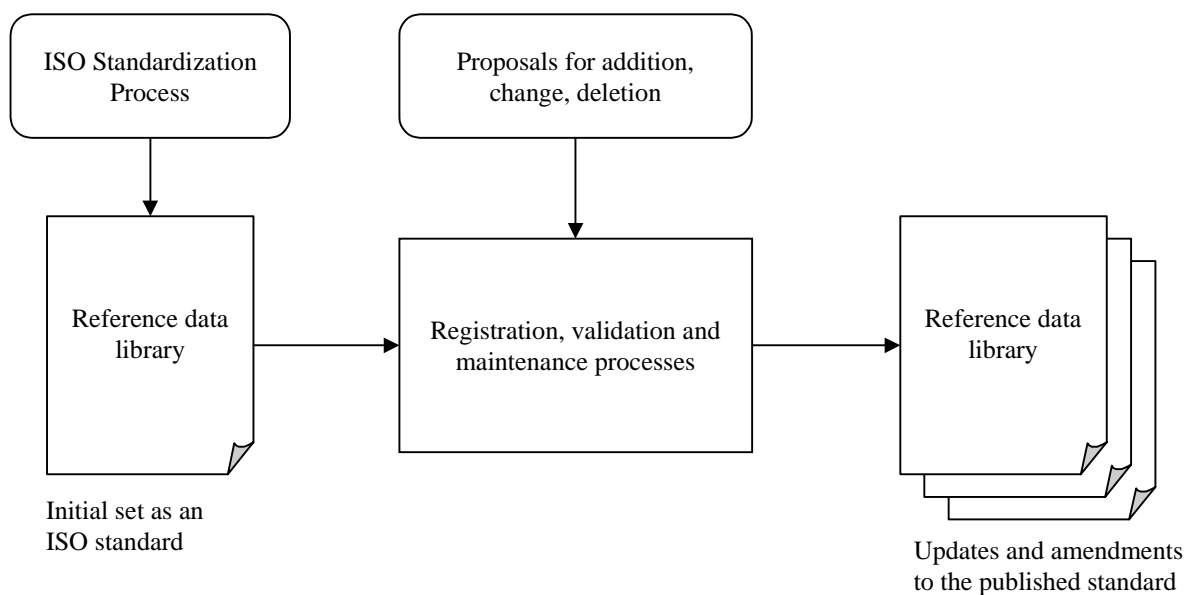 ISO Standardization
Process
Proposals for addition,
change, deletion
Reference data
library
Registration, validation and
maintenance processes
Reference data
library
Initial set as an
ISO standard
Updates and amendments
to the published standard